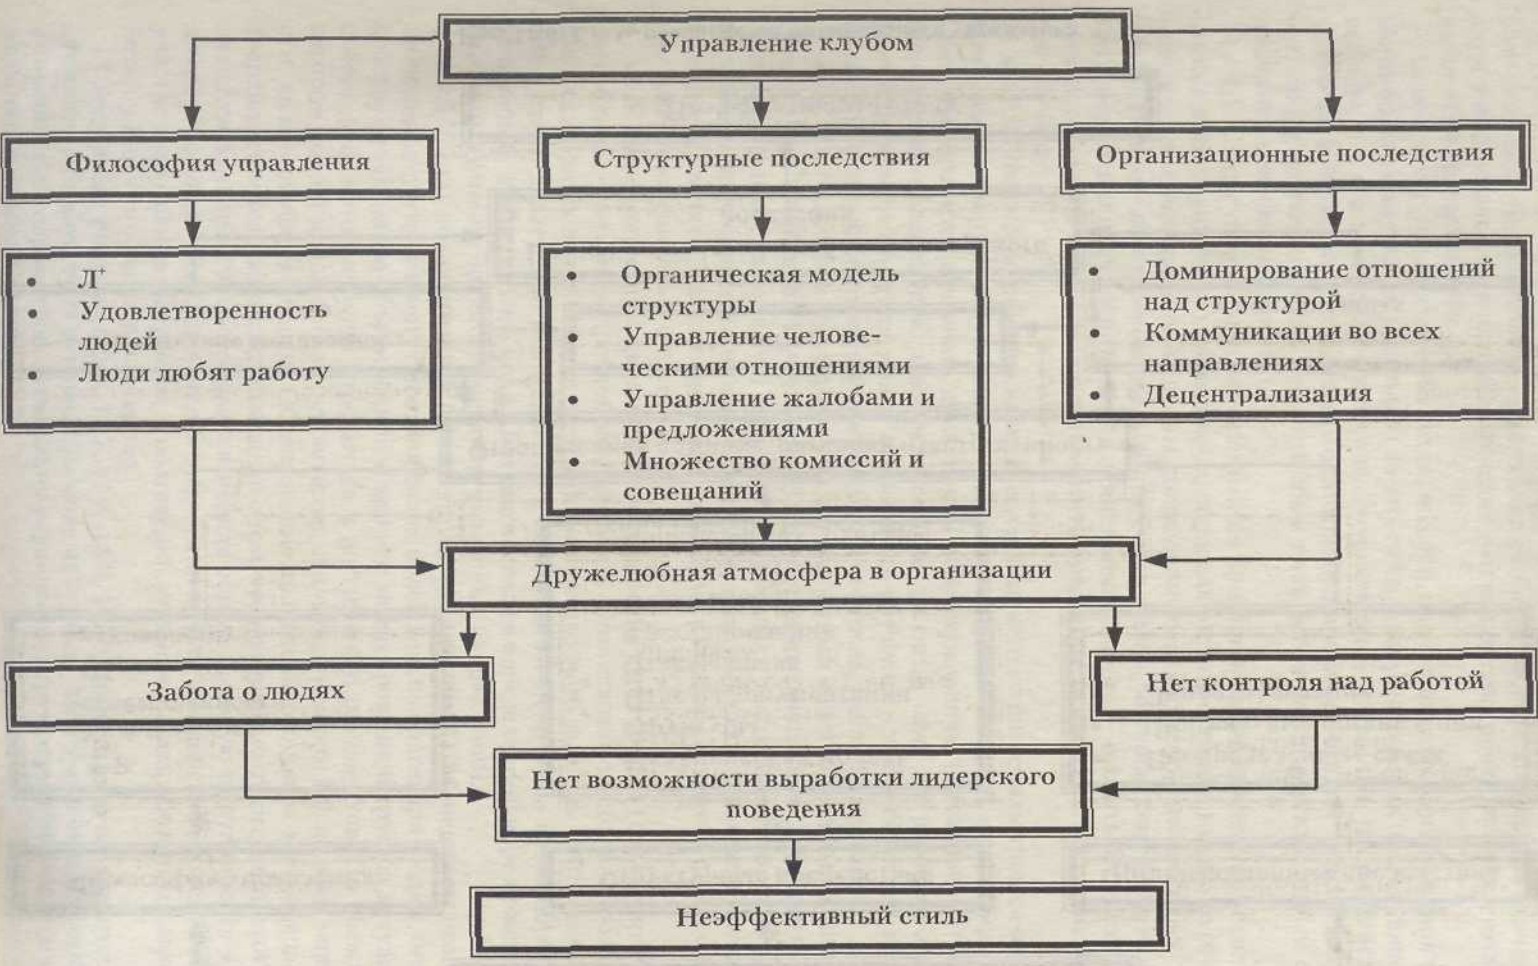 Управление клубом
Философия управления
Структурные последствия
Организационные последствия
• Л⁺
• Удовлетворенность
людей
• Люди любят работу
• Органическая модель
структуры
• Управление челове-
ческими отношениями
• Управление жалобами и
предложениями
• Множество комиссий и
совещаний
• Доминирование отношений
над структурой
• Коммуникации во всех
направлениях
• Децентрализация
Дружелюбная атмосфера в организации
Забота о людях
Нет контроля над работой
Нет возможности выработки лидерского
поведения
Неэффективный стиль